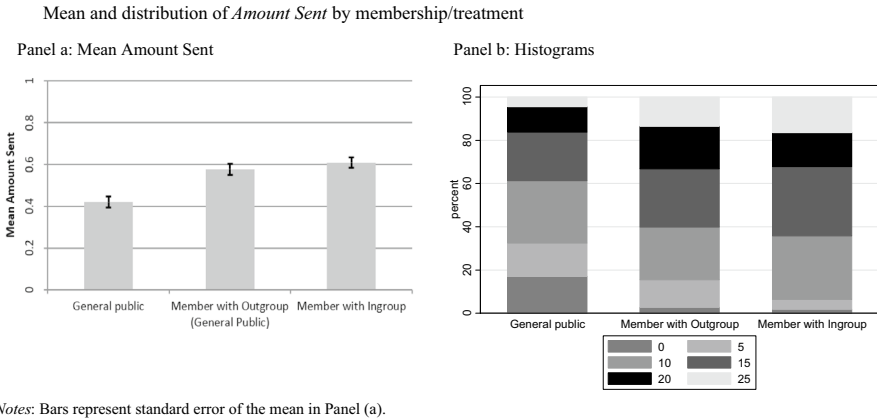 Mean and distribution of Amount Sent by membership/treatment
Panel a: Mean Amount Sent
Mean Amount Sent
1
0.8
0.6
0.4
0.2
0
General public
Member with Outgroup
(General Public)
Member with Ingroup
Panel b: Histograms
percent
100
80
60
40
20
0
General public
Member with Outgroup
Member with Ingroup
0 5
10 15
20 25
Notes: Bars represent standard error of the mean in Panel (a).